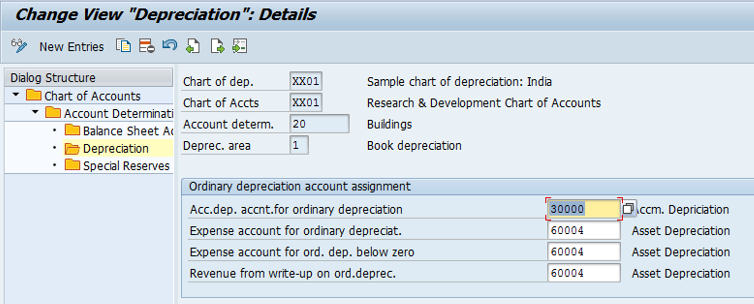 Change View "Depreciation": Details
New Entries
Dialog Structure
Chart of Accounts
Account Determinati
Balance Sheet Ac
Depreciation
Special Reserves
Chart of dep. XX01 Sample chart of depreciation: India
Chart of Accts XX01 Research & Development Chart of Accounts
Account determ. 20 Buildings
Deprec. area 1 Book depreciation
Ordinary depreciation account assignment
Acc.dep. accnt.for ordinary depreciation 30000 Accm. Depriciation
Expense account for ordinary depreciat. 60004 Asset Depreciation
Expense account for ord. dep. below zero 60004 Asset Depreciation
Revenue from write-up on ord.deprec. 60004 Asset Depreciation